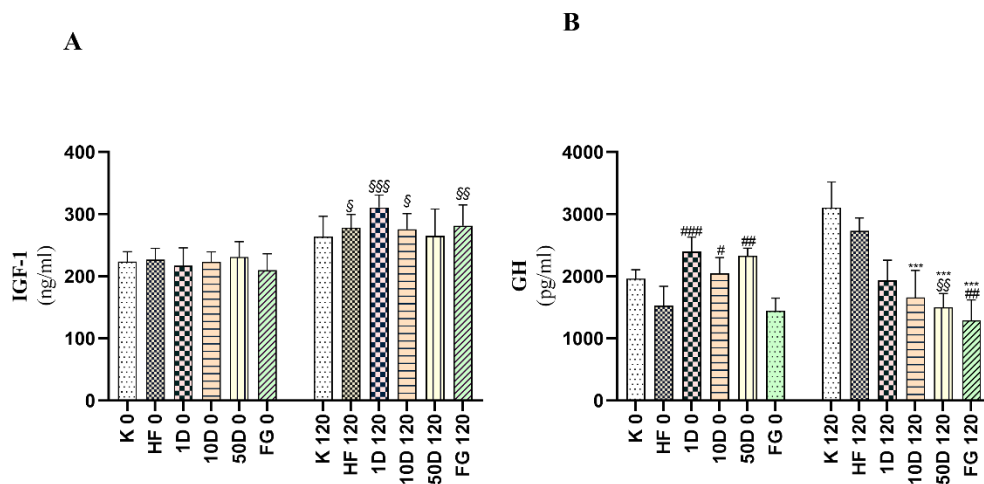 A
IGF-1
(ng/ml)
400
300
200
100
0
§
§§§
§
§§
K 0
HF 0
1D 0
10D 0
50D 0
FG 0
K 120
HF 120
1D 120
10D 120
50D 120
FG 120
B
GH
(pg/ml)
4000
3000
2000
1000
0
###
#
##
***
***
§§
***
##
K 0
HF 0
1D 0
10D 0
50D 0
FG 0
K 120
HF 120
1D 120
10D 120
50D 120
FG 120